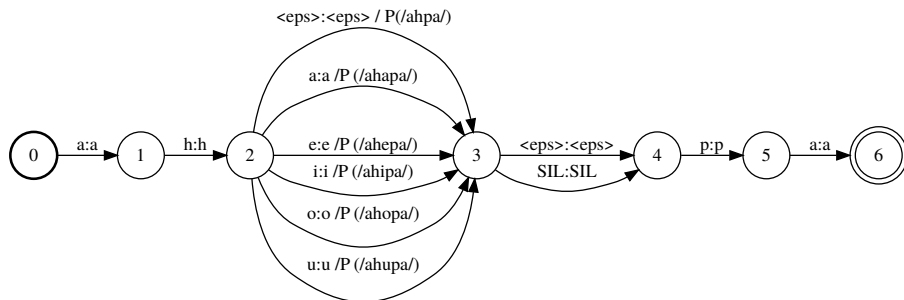 <eps>:<eps> / P(/ahpa/)
a:a /P (/ahapa/)
0 a:a 1 h:h 2 e:e /P (/ahepa/) 3 <eps>:<eps> 4 p:p 5 a:a 6
i:i /P (/ahipa/) SIL:SIL
o:o /P (/ahopa/)
u:u /P (/ahupa/)